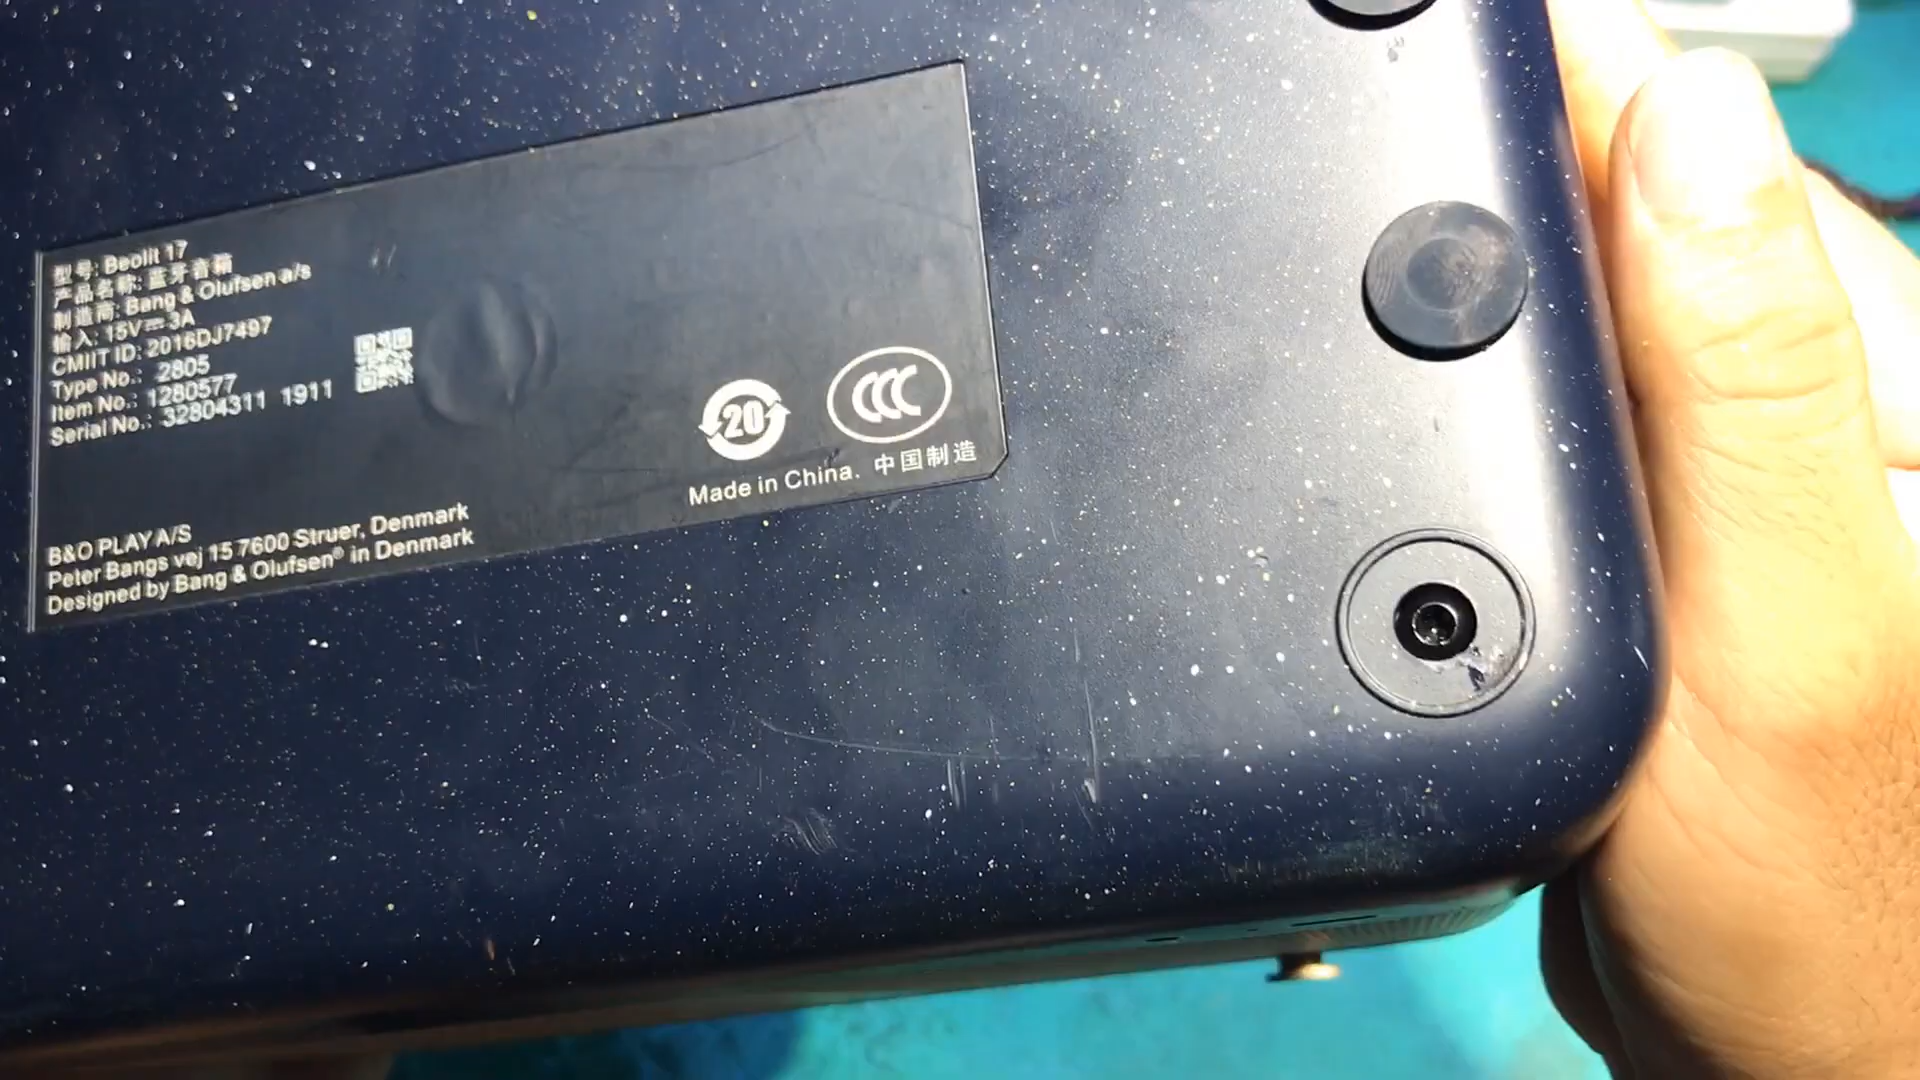 型号: Beolit 17
产品名称: 蓝牙音箱
制造商: Bang & Olufsen a/s
输入: 15V⎓3A
CMIIT ID: 2016DJ7497
Type No.: 2805
Item No.: 1280577
Serial No.: 32804311 1911
20
CCC
Made in China. 中国制造
B&O PLAY A/S
Peter Bangs vej 15 7600 Struer, Denmark
Designed by Bang & Olufsen® in Denmark